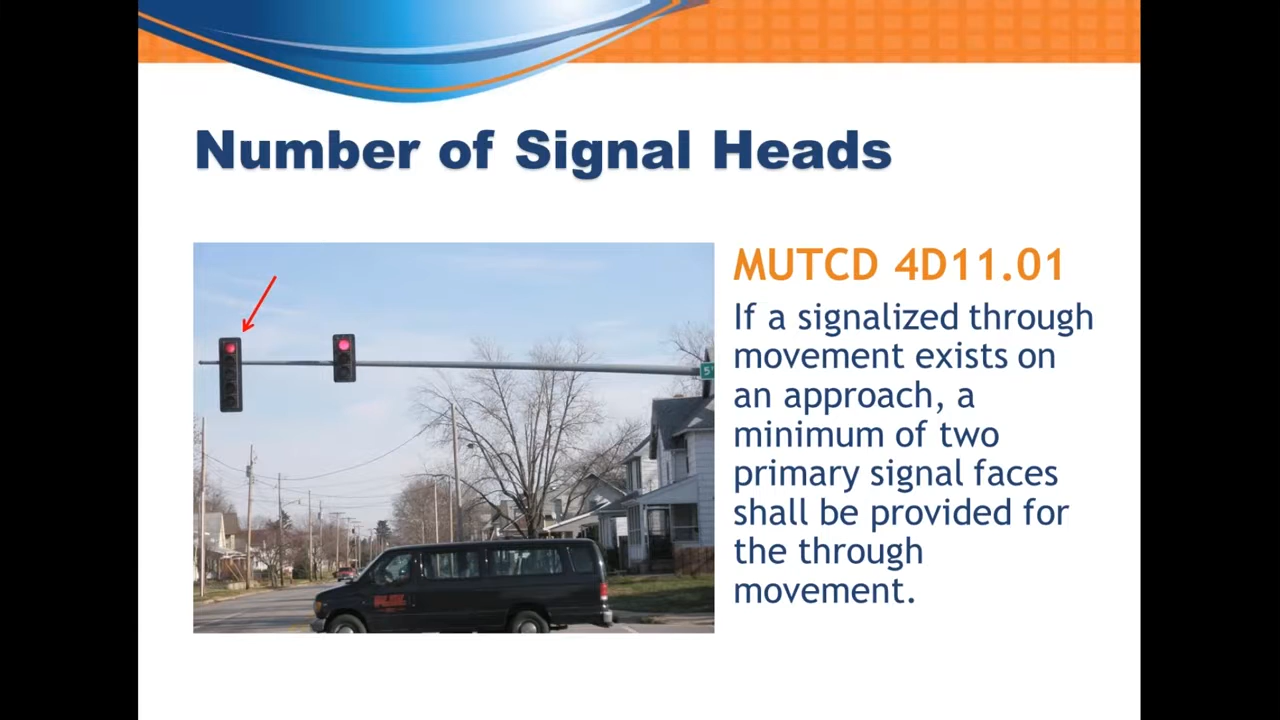 Number of Signal Heads
MUTCD 4D11.01
If a signalized through
movement exists on
an approach, a
minimum of two
primary signal faces
shall be provided for
the through
movement.